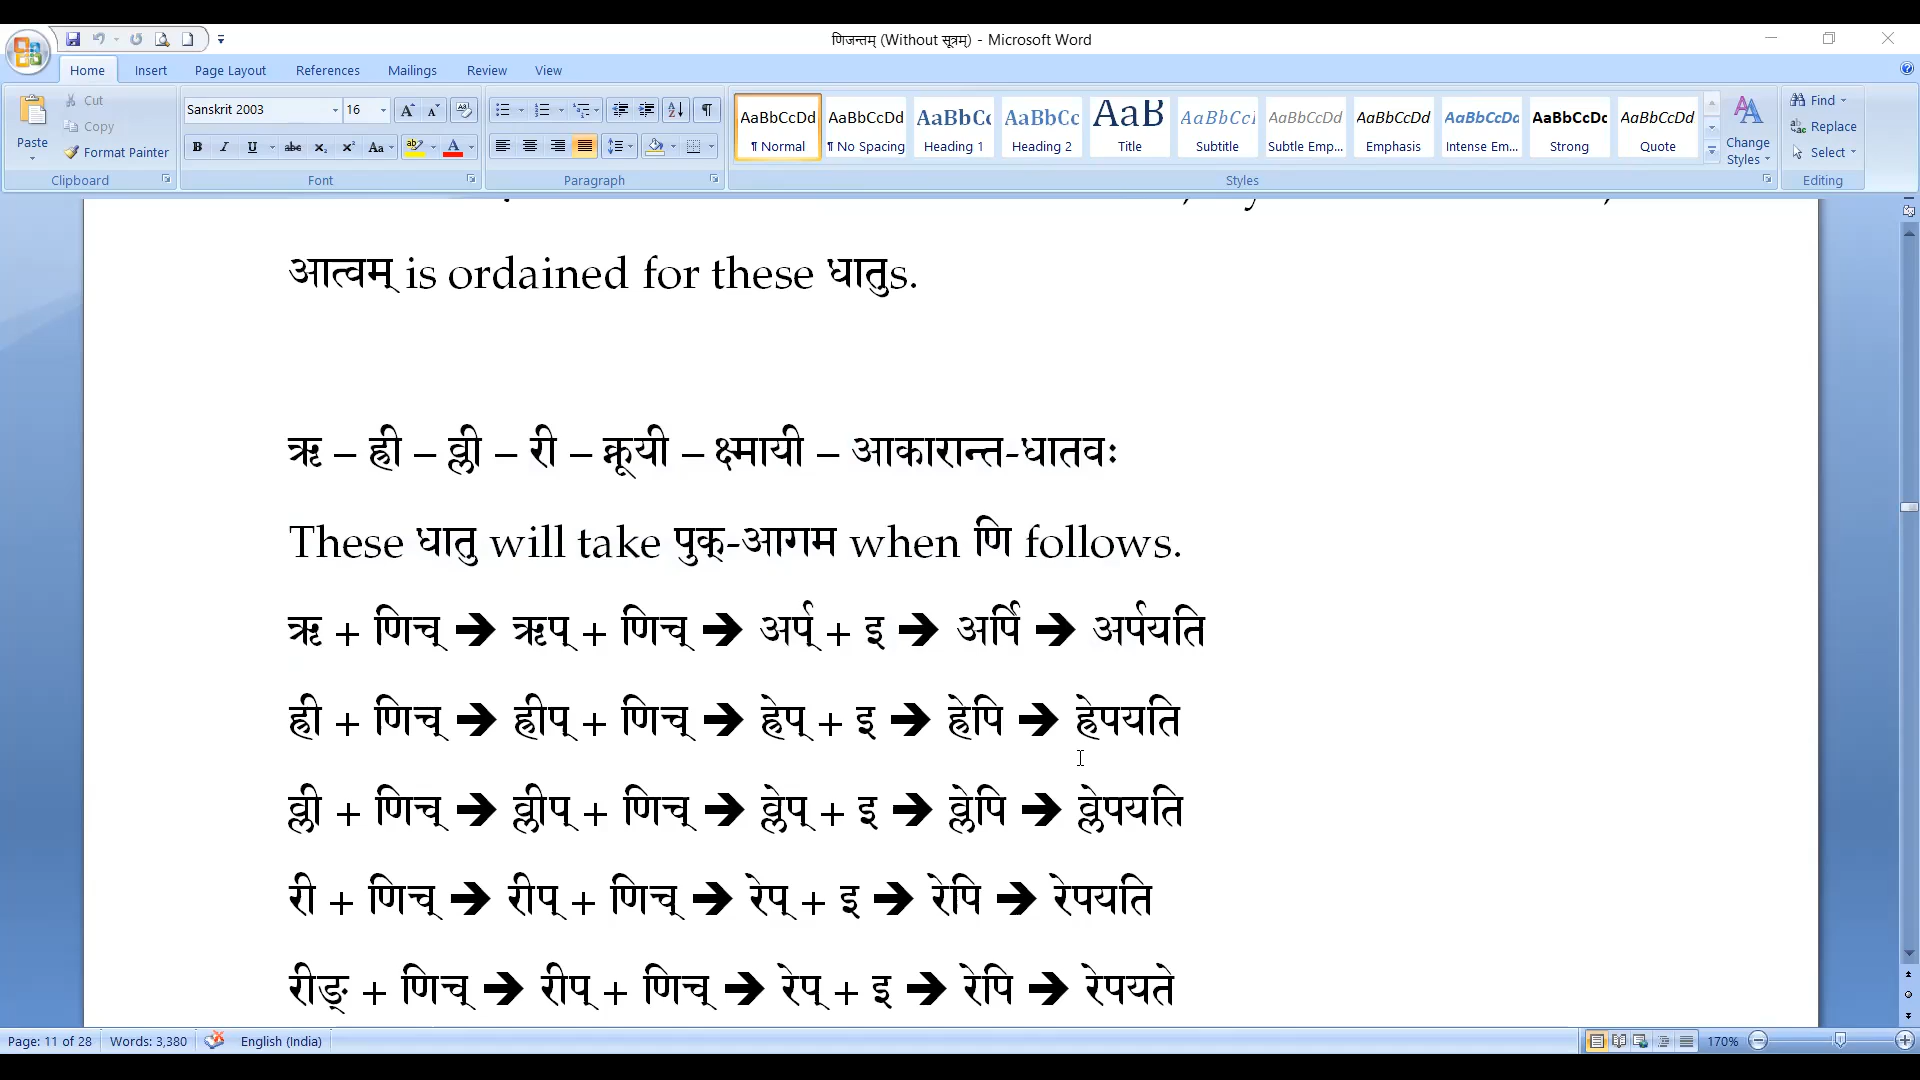 णिजन्तम् (Without सूत्रम्) - Microsoft Word
Home Insert Page Layout References Mailings Review View
Paste Cut Copy Format Painter Clipboard
Sanskrit 2003 16 Font
Paragraph
AaBbCcDd ¶ Normal
AaBbCcDd ¶ No Spacing
AaBbCc Heading 1
AaBbCc Heading 2
AaB Title
AaBbCcl Subtitle
AaBbCcDd Subtle Emp...
AaBbCcDd Emphasis
AaBbCcDd Intense Em...
AaBbCcDc Strong
AaBbCcDd Quote
Change Styles Styles
Find Replace Select Editing
आत्वम् is ordained for these धातुs.
ऋ – ह्री – व्ली – री – क्नूयी – क्ष्मायी – आकारान्त-धातवः
These धातु will take पुक्-आगम when णि follows.
ऋ + णिच् ➔ ऋप् + णिच् ➔ अर्प् + इ ➔ अर्पि ➔ अर्पयति
ह्री + णिच् ➔ ह्रीप् + णिच् ➔ ह्रेप् + इ ➔ ह्रेपि ➔ ह्रेपयति
व्ली + णिच् ➔ व्लीप् + णिच् ➔ व्लेप् + इ ➔ व्लेपि ➔ व्लेपयति
री + णिच् ➔ रीप् + णिच् ➔ रेप् + इ ➔ रेपि ➔ रेपयति
रीङ् + णिच् ➔ रीप् + णिच् ➔ रेप् + इ ➔ रेपि ➔ रेपयते
Page: 11 of 28 Words: 3,380 English (India) 170%